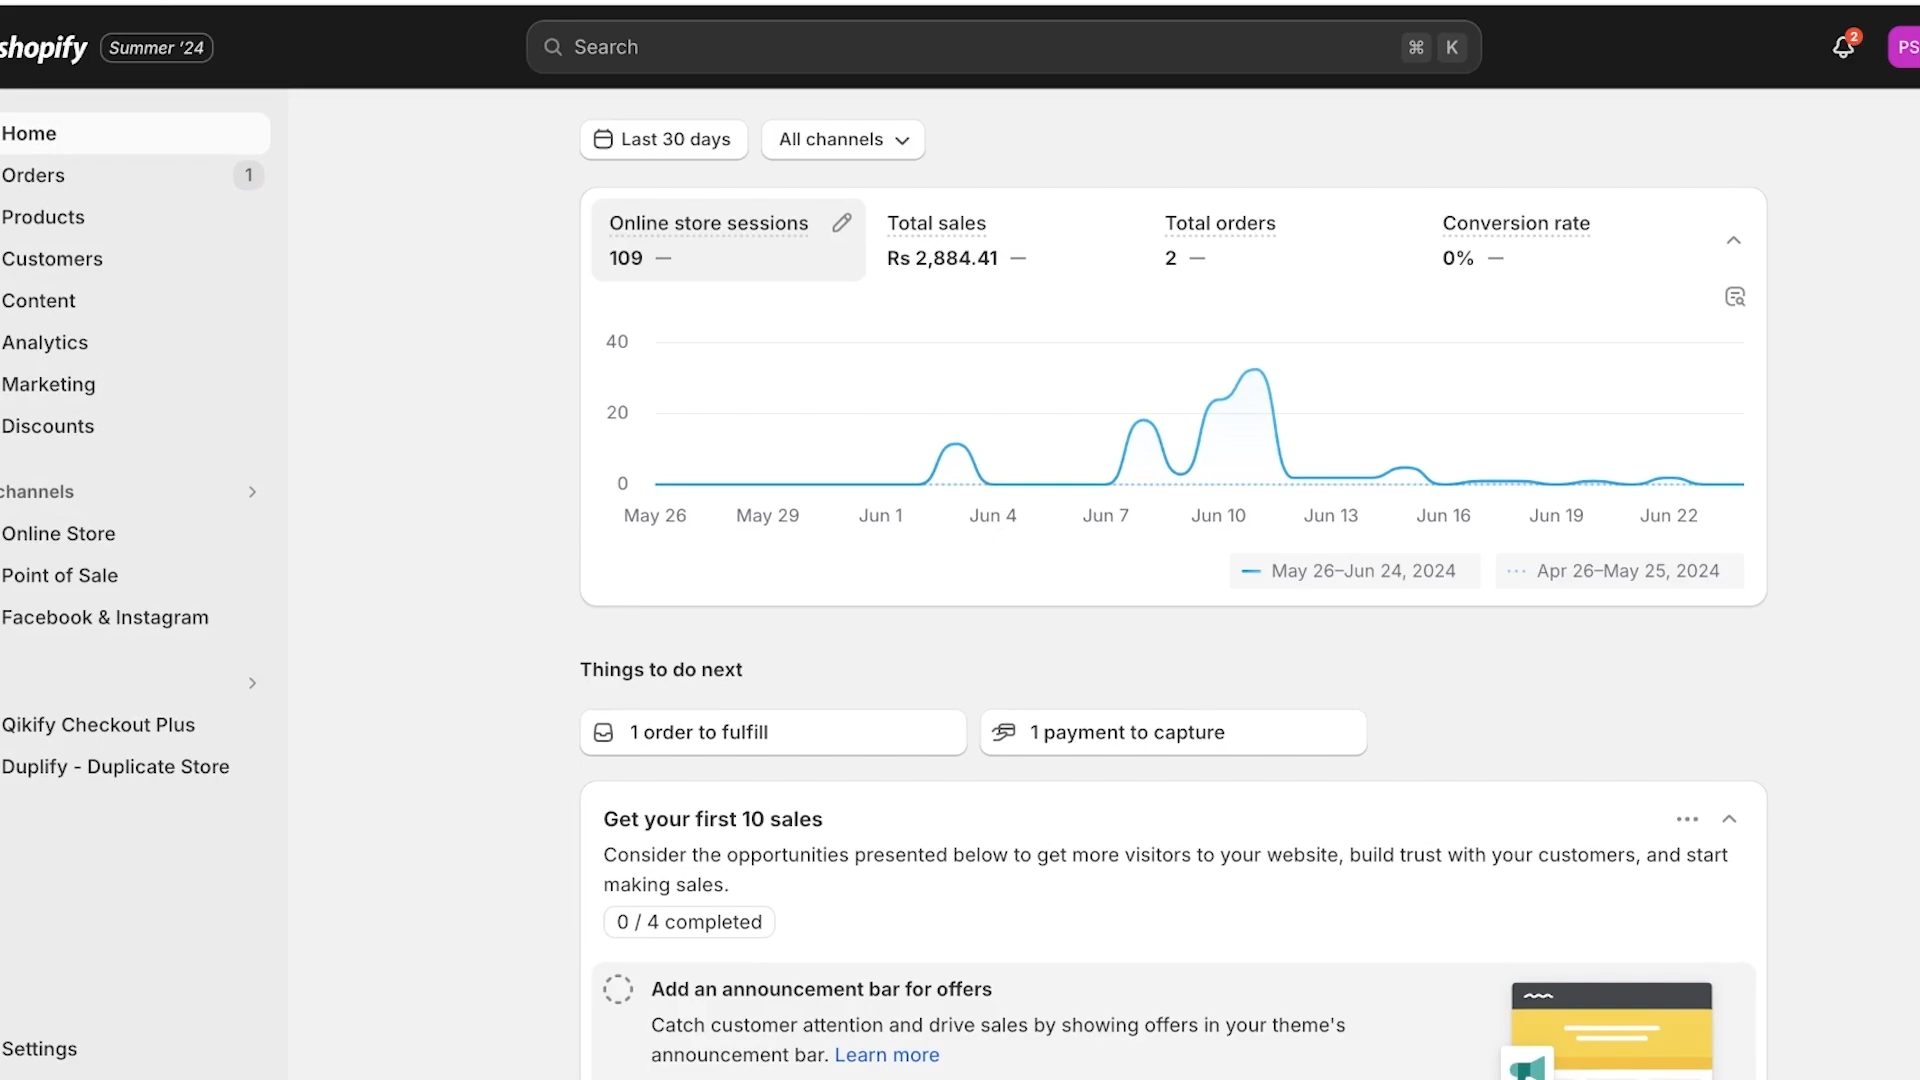 shopify Summer '24
Search
⌘ K
2
PS
Home
Orders 1
Products
Customers
Content
Analytics
Marketing
Discounts
channels
Online Store
Point of Sale
Facebook & Instagram
Qikify Checkout Plus
Duplify - Duplicate Store
Settings
Last 30 days
All channels
Online store sessions
109 —
Total sales
Rs 2,884.41 —
Total orders
2 —
Conversion rate
0% —
40
20
0
May 26 May 29 Jun 1 Jun 4 Jun 7 Jun 10 Jun 13 Jun 16 Jun 19 Jun 22
May 26–Jun 24, 2024
Apr 26–May 25, 2024
Things to do next
1 order to fulfill
1 payment to capture
Get your first 10 sales
Consider the opportunities presented below to get more visitors to your website, build trust with your customers, and start
making sales.
0 / 4 completed
Add an announcement bar for offers
Catch customer attention and drive sales by showing offers in your theme's
announcement bar. Learn more